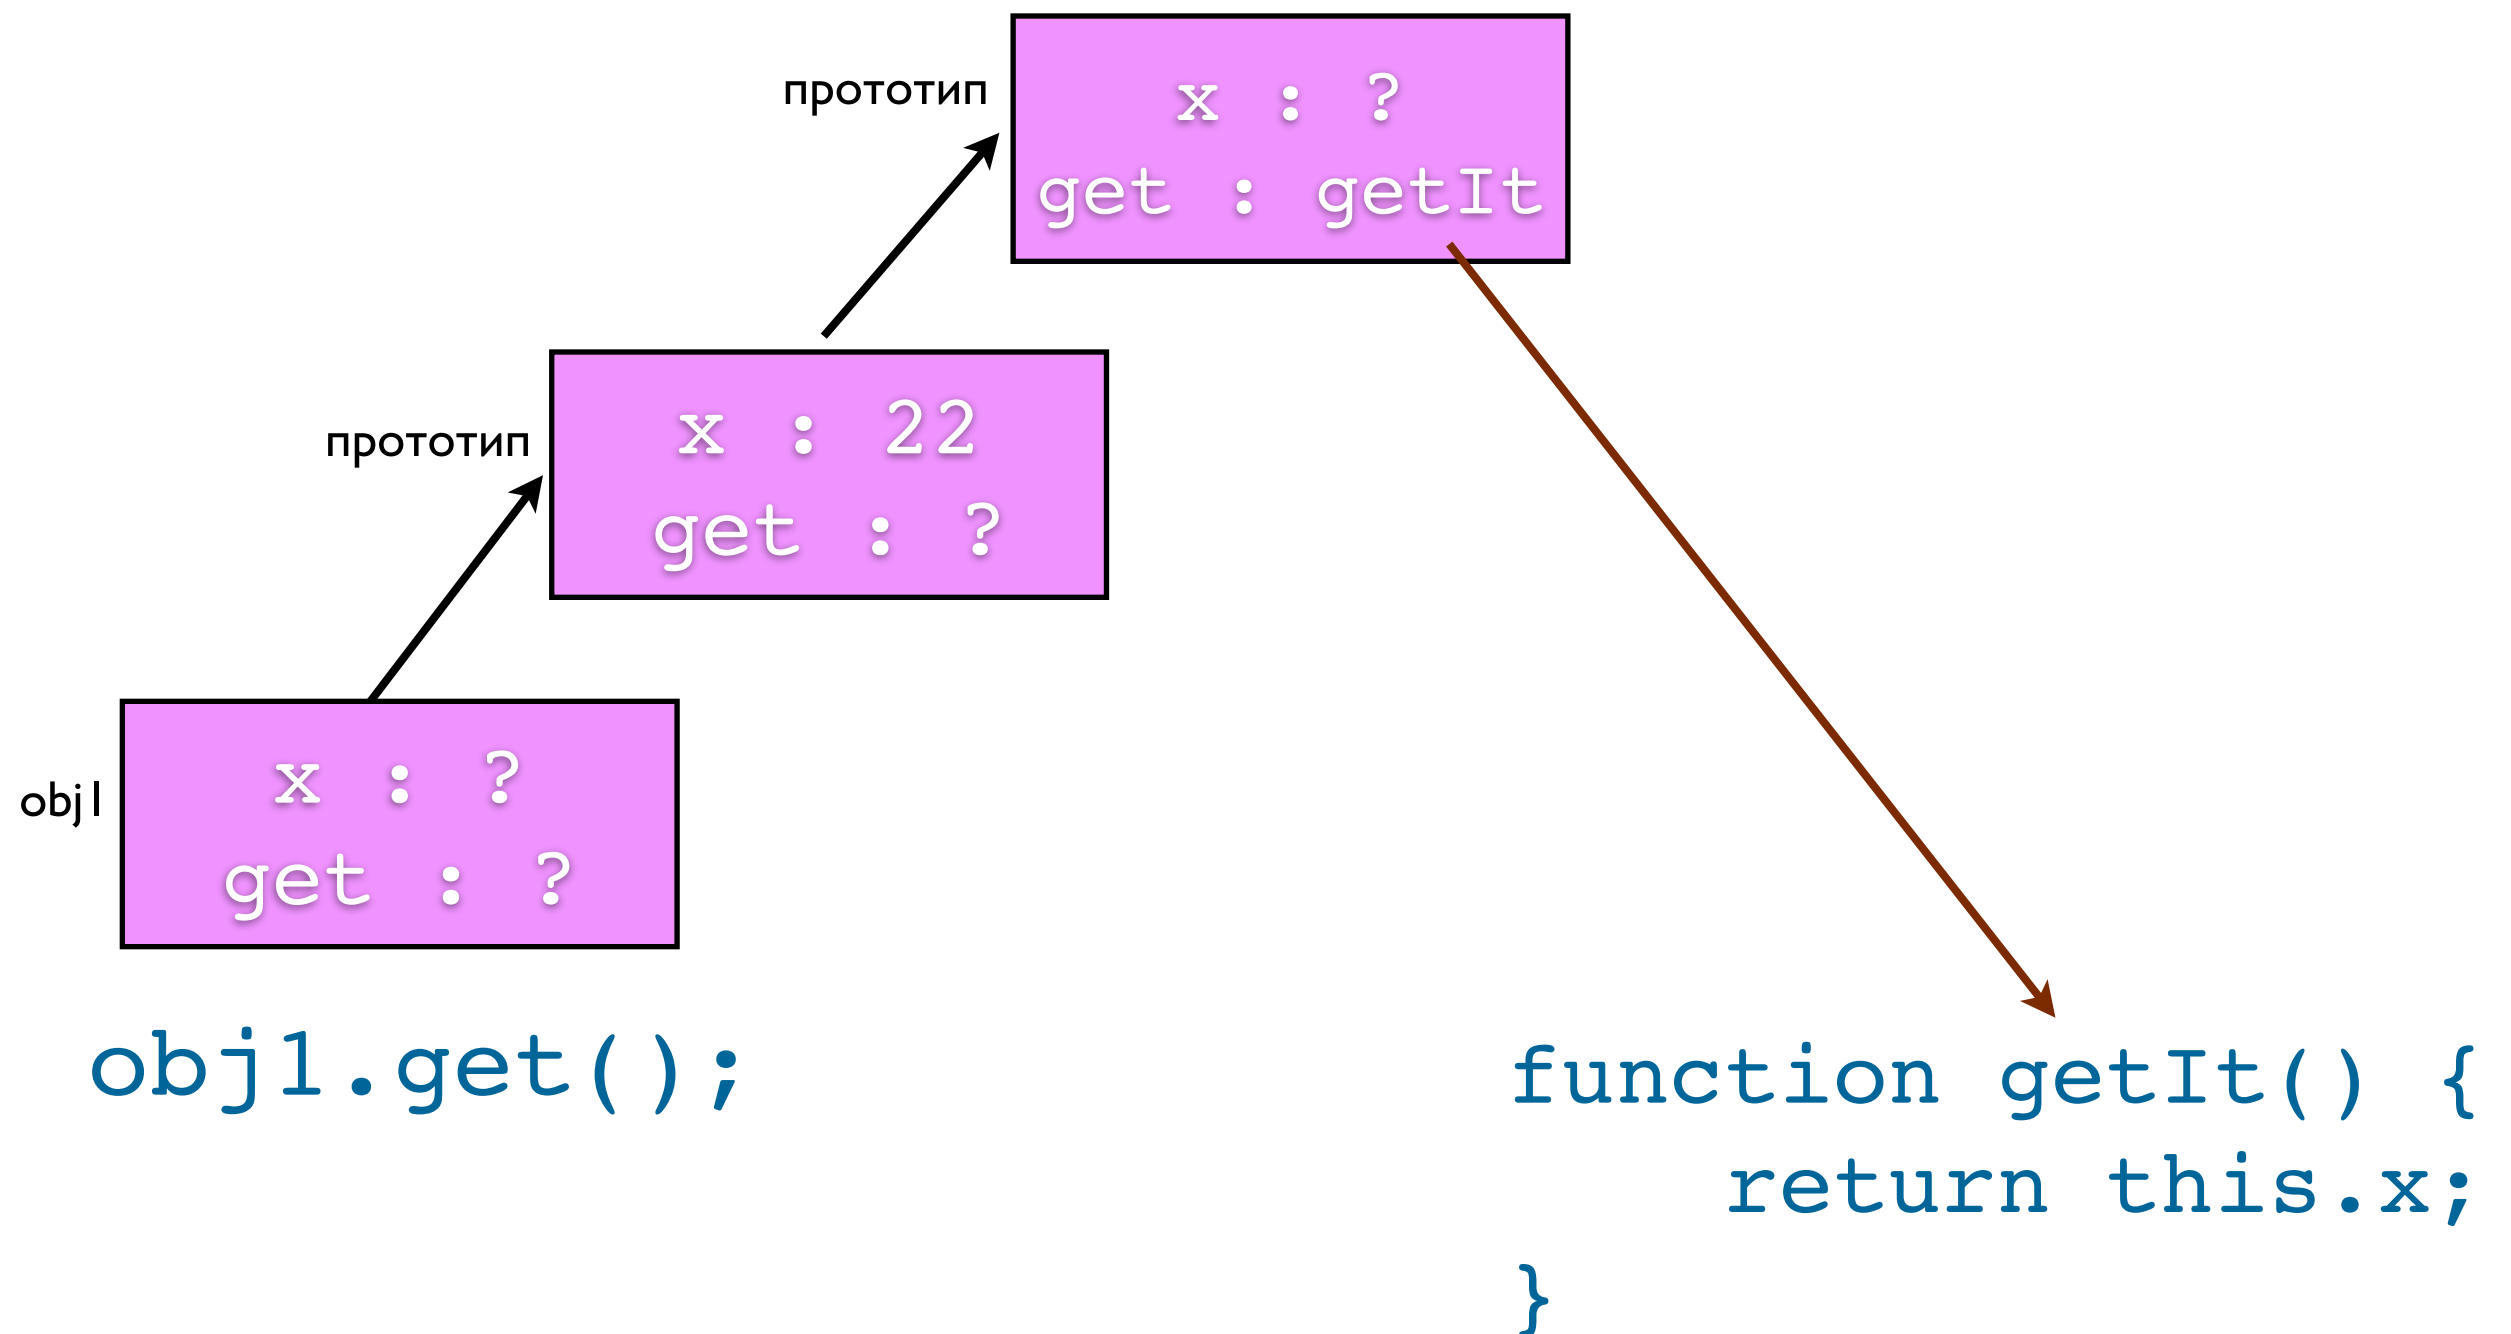 прототип
x : ?
get : getIt
прототип
x : 22
get : ?
obj1
x : ?
get : ?
obj1.get();
function getIt() {
return this.x;
}